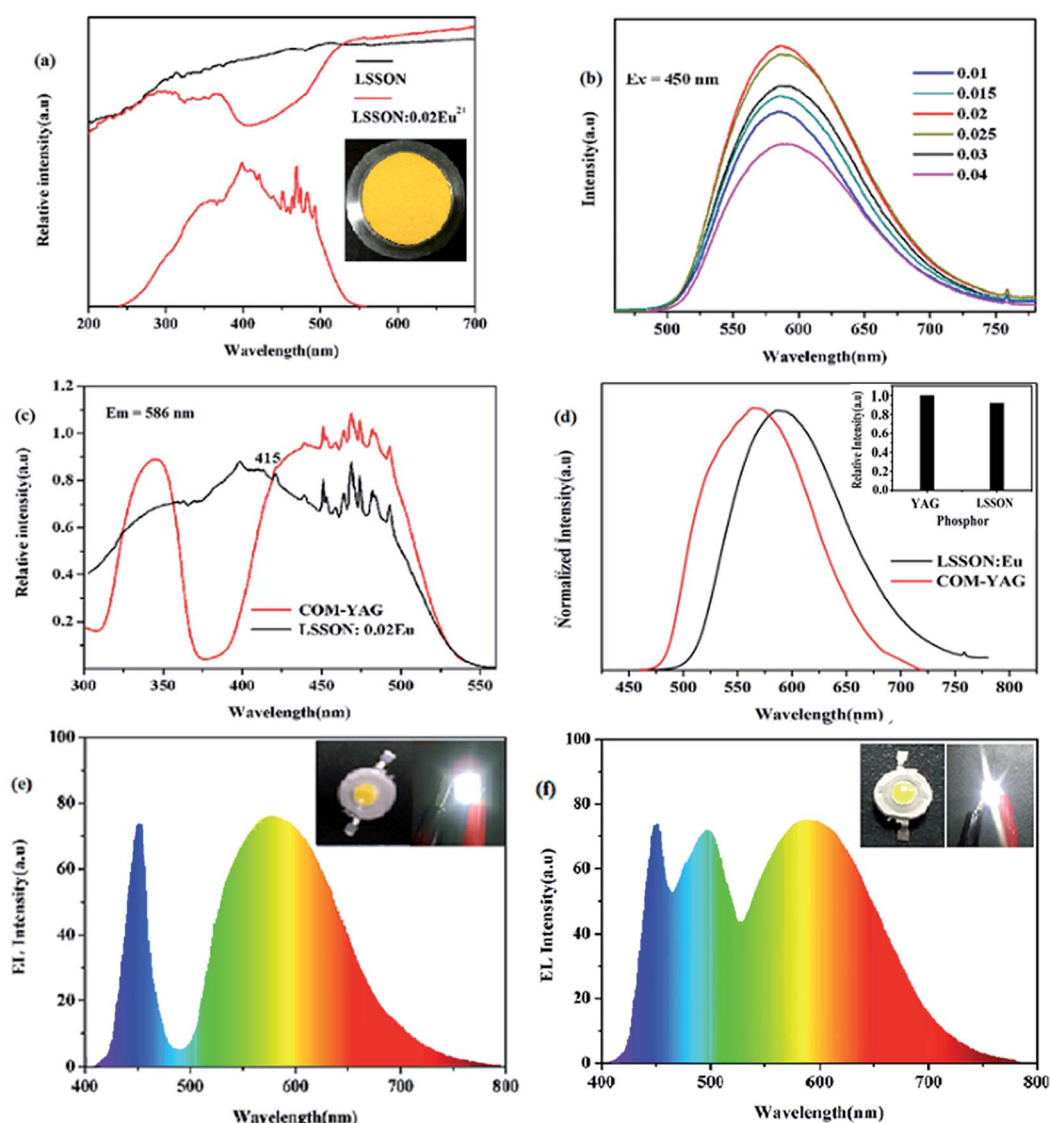 (a)
LSSON
LSSON:0.02Eu²⁺
Relative intensity(a.u)
200 300 400 500 600 700
Wavelength(nm)
(b)
Ex = 450 nm
0.01
0.015
0.02
0.025
0.03
0.04
Intensity(a.u)
500 550 600 650 700 750
Wavelength(nm)
(c)
Em = 586 nm
1.2
1.0
0.8
0.6
0.4
0.2
415
COM-YAG
LSSON: 0.02Eu
Relative intensity(a.u)
300 350 400 450 500 550
Wavelength(nm)
(d)
Relative Intensity(a.u)
1.0
0.8
0.6
0.4
0.2
0.0
YAG LSSON
Phosphor
LSSON:Eu
COM-YAG
Normalized Intensity(a.u)
425 500 575 600 650 700 750 800
Wavelength(nm)
(e)
100
80
60
40
20
0
EL Intensity(a.u)
400 500 600 700 800
Wavelength(nm)
(f)
100
80
60
40
20
0
EL Intensity(a.u)
400 500 600 700 800
Wavelength(nm)